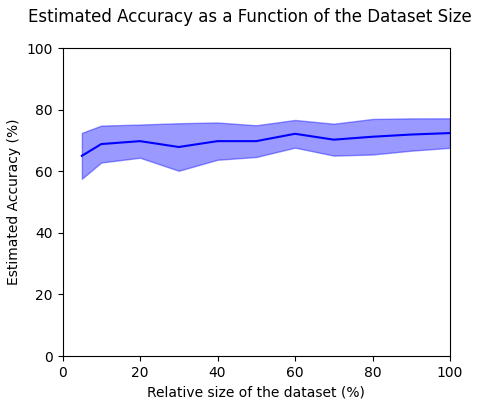 Estimated Accuracy as a Function of the Dataset Size
100
80
60
40
20
0
Estimated Accuracy (%)
0 20 40 60 80 100
Relative size of the dataset (%)